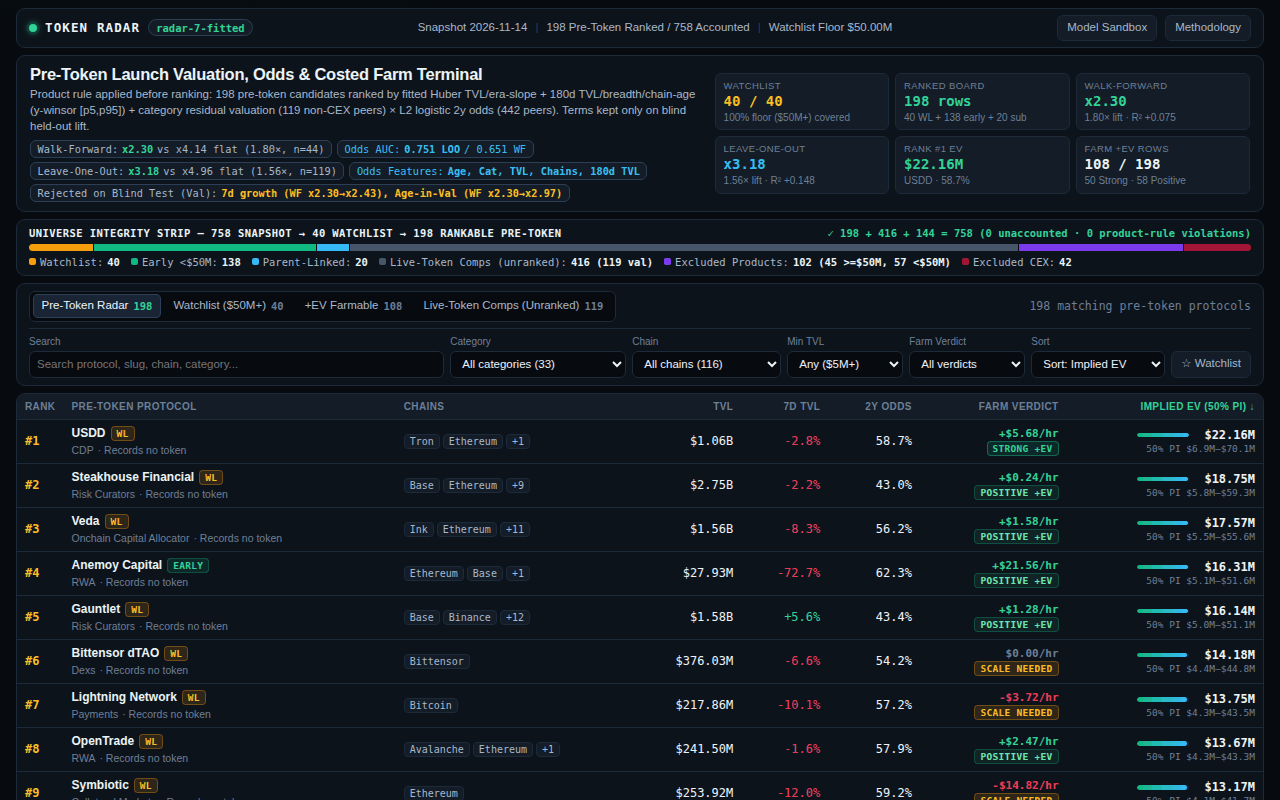 TOKEN RADAR radar-7-fitted Snapshot 2026-11-14 | 198 Pre-Token Ranked / 758 Accounted | Watchlist Floor $50.00M Model Sandbox Methodology
Pre-Token Launch Valuation, Odds & Costed Farm Terminal
Product rule applied before ranking: 198 pre-token candidates ranked by fitted Huber TVL/era-slope + 180d TVL/breadth/chain-age
(y-winsor [p5,p95]) + category residual valuation (119 non-CEX peers) × L2 logistic 2y odds (442 peers). Terms kept only on blind
held-out lift.
Walk-Forward: x2.30 vs x4.14 flat (1.80×, n=44) Odds AUC: 0.751 LOO / 0.651 WF
Leave-One-Out: x3.18 vs x4.96 flat (1.56×, n=119) Odds Features: Age, Cat, TVL, Chains, 180d TVL
Rejected on Blind Test (Val): 7d growth (WF x2.30→x2.43), Age-in-Val (WF x2.30→x2.97)
WATCHLIST
40 / 40
100% floor ($50M+) covered
RANKED BOARD
198 rows
40 WL + 138 early + 20 sub
WALK-FORWARD
x2.30
1.80× lift · R² +0.075
LEAVE-ONE-OUT
x3.18
1.56× lift · R² +0.148
RANK #1 EV
$22.16M
USDD · 58.7%
FARM +EV ROWS
108 / 198
50 Strong · 58 Positive
UNIVERSE INTEGRITY STRIP — 758 SNAPSHOT → 40 WATCHLIST → 198 RANKABLE PRE-TOKEN ✓ 198 + 416 + 144 = 758 (0 unaccounted · 0 product-rule violations)
Watchlist: 40 Early <$50M: 138 Parent-Linked: 20 Live-Token Comps (unranked): 416 (119 val) Excluded Products: 102 (45 >=$50M, 57 <$50M) Excluded CEX: 42
Pre-Token Radar 198 Watchlist ($50M+) 40 +EV Farmable 108 Live-Token Comps (Unranked) 119 198 matching pre-token protocols
Search Category Chain Min TVL Farm Verdict Sort
Search protocol, slug, chain, category... All categories (33) All chains (116) Any ($5M+) All verdicts Sort: Implied EV ☆ Watchlist
RANK PRE-TOKEN PROTOCOL CHAINS TVL 7D TVL 2Y ODDS FARM VERDICT IMPLIED EV (50% PI) ↓
#1 USDD WL Tron Ethereum +1 $1.06B -2.8% 58.7% +$5.68/hr $22.16M
CDP · Records no token STRONG +EV 50% PI $6.9M–$70.1M
#2 Steakhouse Financial WL Base Ethereum +9 $2.75B -2.2% 43.0% +$0.24/hr $18.75M
Risk Curators · Records no token POSITIVE +EV 50% PI $5.8M–$59.3M
#3 Veda WL Ink Ethereum +11 $1.56B -8.3% 56.2% +$1.58/hr $17.57M
Onchain Capital Allocator · Records no token POSITIVE +EV 50% PI $5.5M–$55.6M
#4 Anemoy Capital EARLY Ethereum Base +1 $27.93M -72.7% 62.3% +$21.56/hr $16.31M
RWA · Records no token POSITIVE +EV 50% PI $5.1M–$51.6M
#5 Gauntlet WL Base Binance +12 $1.58B +5.6% 43.4% +$1.28/hr $16.14M
Risk Curators · Records no token POSITIVE +EV 50% PI $5.0M–$51.1M
#6 Bittensor dTAO WL Bittensor $376.03M -6.6% 54.2% $0.00/hr $14.18M
Dexs · Records no token SCALE NEEDED 50% PI $4.4M–$44.8M
#7 Lightning Network WL Bitcoin $217.86M -10.1% 57.2% -$3.72/hr $13.75M
Payments · Records no token SCALE NEEDED 50% PI $4.3M–$43.5M
#8 OpenTrade WL Avalanche Ethereum +1 $241.50M -1.6% 57.9% +$2.47/hr $13.67M
RWA · Records no token POSITIVE +EV 50% PI $4.3M–$43.3M
#9 Symbiotic WL Ethereum $253.92M -12.0% 59.2% -$14.82/hr $13.17M